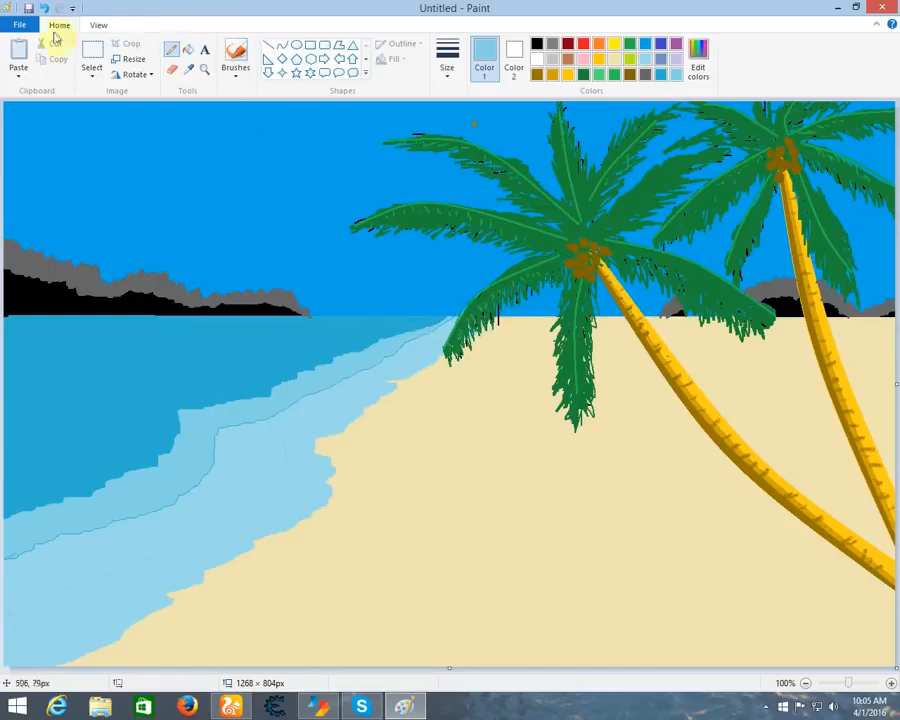 Untitled - Paint
File Home View
Paste
Cut
Copy
Clipboard
Select
Crop
Resize
Rotate
Image
A
Tools
Brushes
Shapes
Outline
Fill
Size
Color 1
Color 2
Colors
Edit colors
506, 29px
1268 × 804px
100%
10:05 AM
4/1/2016